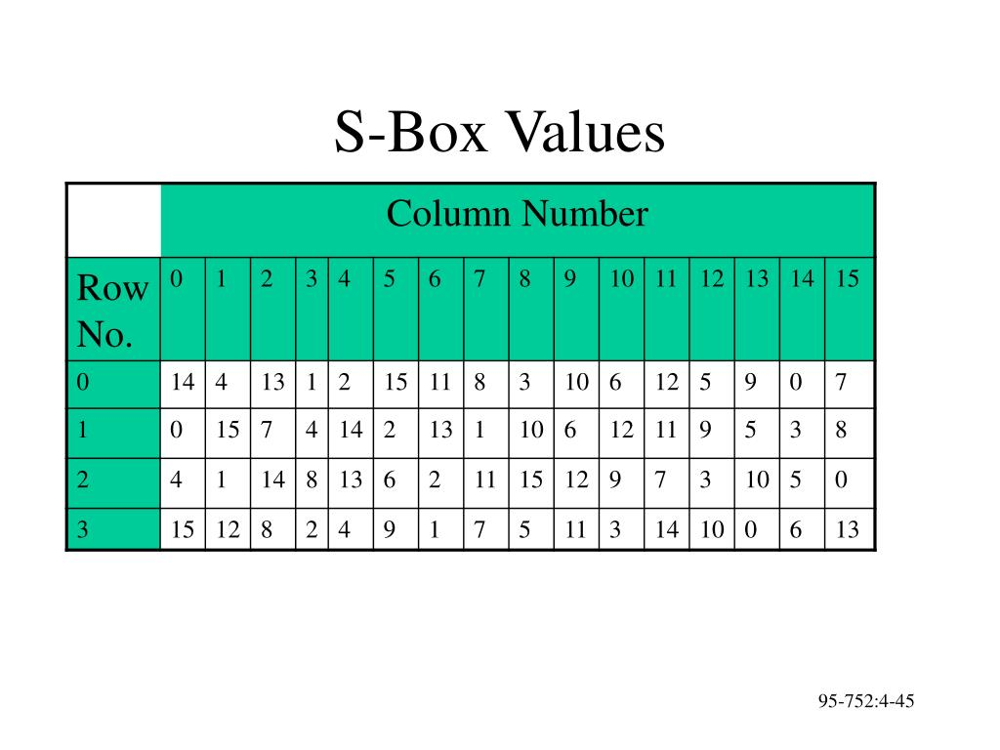 S-Box Values
Column Number
Row No. 0 1 2 3 4 5 6 7 8 9 10 11 12 13 14 15
0 14 4 13 1 2 15 11 8 3 10 6 12 5 9 0 7
1 0 15 7 4 14 2 13 1 10 6 12 11 9 5 3 8
2 4 1 14 8 13 6 2 11 15 12 9 7 3 10 5 0
3 15 12 8 2 4 9 1 7 5 11 3 14 10 0 6 13
95-752:4-45